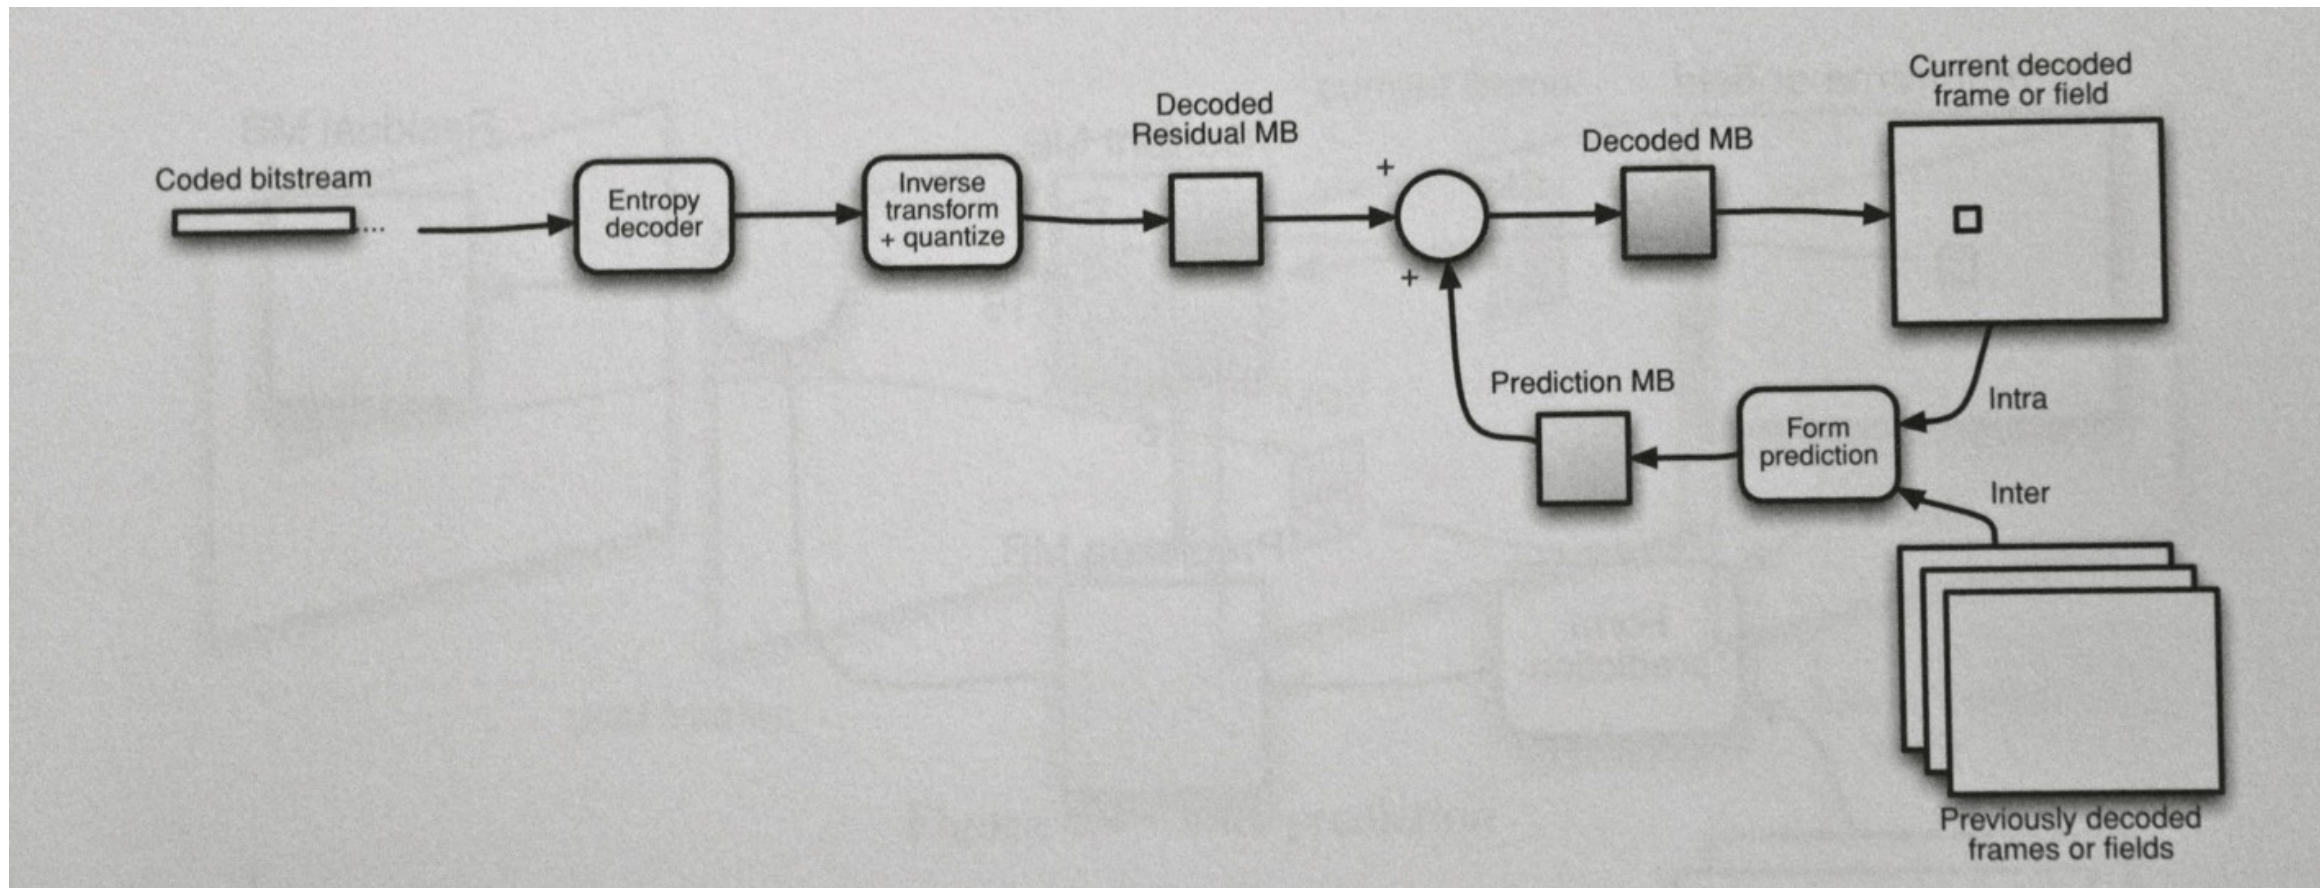 Current decoded
frame or field
Decoded
Residual MB
Decoded MB
Coded bitstream
....
Entropy
decoder
Inverse
transform
+ quantize
+
+
Prediction MB
Intra
Form
prediction
Inter
Previously decoded
frames or fields